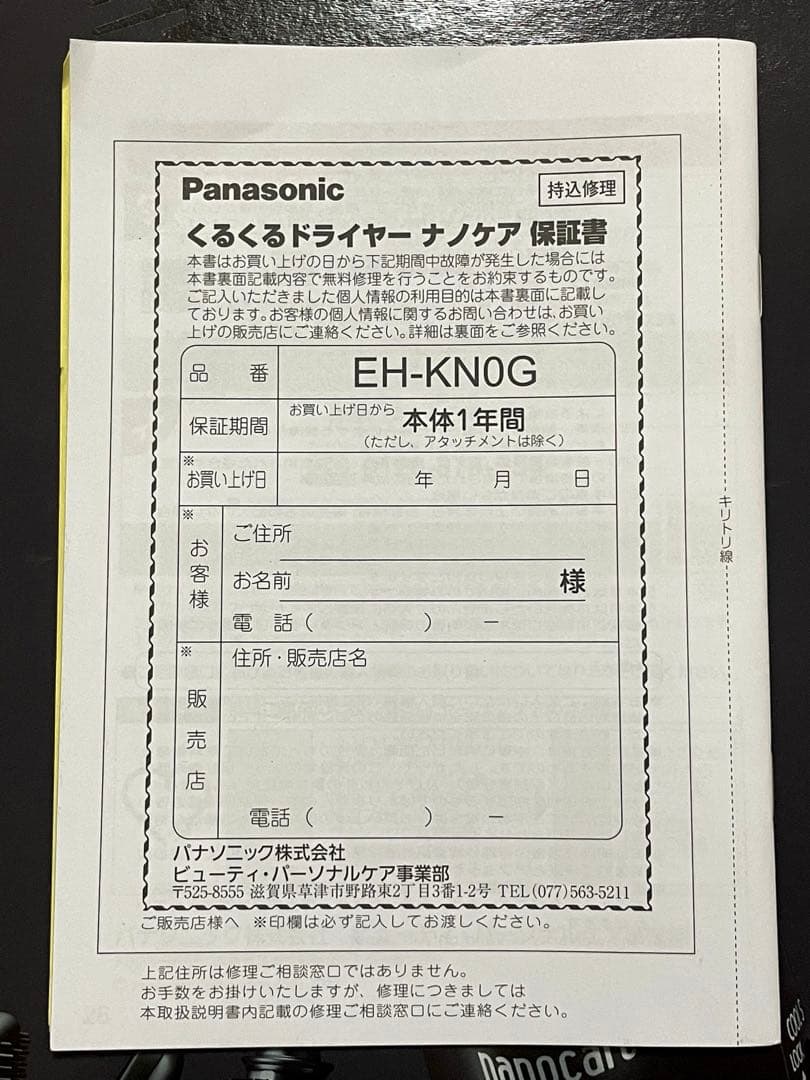 Panasonic
持込修理
くるくるドライヤー ナノケア 保証書
本書はお買い上げの日から下記期間中故障が発生した場合には
本書裏面記載内容で無料修理を行うことをお約束するものです。
ご記入いただきました個人情報の利用目的は本書裏面に記載し
ております。お客様の個人情報に関するお問い合わせは、お買い
上げの販売店にご連絡ください。詳細は裏面をご参照ください。
品 番 EH-KN0G
保証期間 お買い上げ日から 本体1年間
(ただし、アタッチメントは除く)
※お買い上げ日 年 月 日
※お客様
ご住所
お名前 様
電 話 ( ) ー
※販売店
住所・販売店名
電話 ( ) ー
パナソニック株式会社
ビューティ・パーソナルケア事業部
〒525-8555 滋賀県草津市野路東2丁目3番1-2号 TEL(077)563-5211
ご販売店様へ ※印欄は必ず記入してお渡しください。
上記住所は修理ご相談窓口ではありません。
お手数をお掛けいたしますが、修理につきましては
本取扱説明書内記載の修理ご相談窓口にご連絡ください。
キリトリ線
nanocare